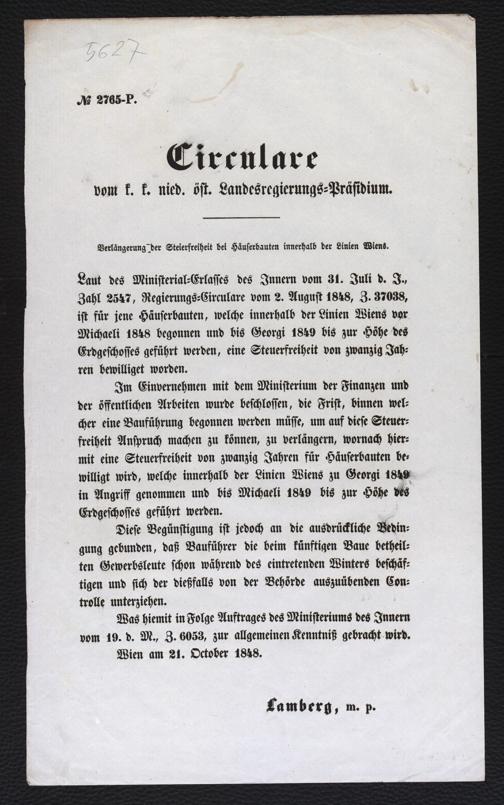 5627
№ 2765-P.
Circulare
vom k. k. nied. öst. Landesregierungs-Präsidium.
Verlängerung der Steierfreiheit bei Häuserbauten innerhalb der Linien Wiens.
Laut des Ministerial-Erlasses des Innern vom 31. Juli d. J.,
Zahl 2547, Regierungs-Circulare vom 2. August 1848, Z. 37038,
ist für jene Häuserbauten, welche innerhalb der Linien Wiens vor
Michaeli 1848 begonnen und bis Georgi 1849 bis zur Höhe des
Erdgeschosses geführt werden, eine Steuerfreiheit von zwanzig Jah-
ren bewilliget worden.
Im Einvernehmen mit dem Ministerium der Finanzen und
der öffentlichen Arbeiten wurde beschlossen, die Frist, binnen wel-
cher eine Bauführung begonnen werden müsse, um auf diese Steuer-
freiheit Anspruch machen zu können, zu verlängern, wornach hier-
mit eine Steuerfreiheit von zwanzig Jahren für Häuserbauten be-
willigt wird, welche innerhalb der Linien Wiens zu Georgi 1849
in Angriff genommen und bis Michaeli 1849 bis zur Höhe des
Erdgeschosses geführt werden.
Diese Begünstigung ist jedoch an die ausdrückliche Bedin-
gung gebunden, daß Bauführer die beim künftigen Baue betheil-
ten Gewerbsleute schon während des eintretenden Winters beschäf-
tigen und sich der dießfalls von der Behörde auszuübenden Con-
trolle unterziehen.
Was hiemit in Folge Auftrages des Ministeriums des Innern
vom 19. d. M., Z. 6053, zur allgemeinen Kenntniß gebracht wird.
Wien am 21. October 1848.
Lamberg, m. p.